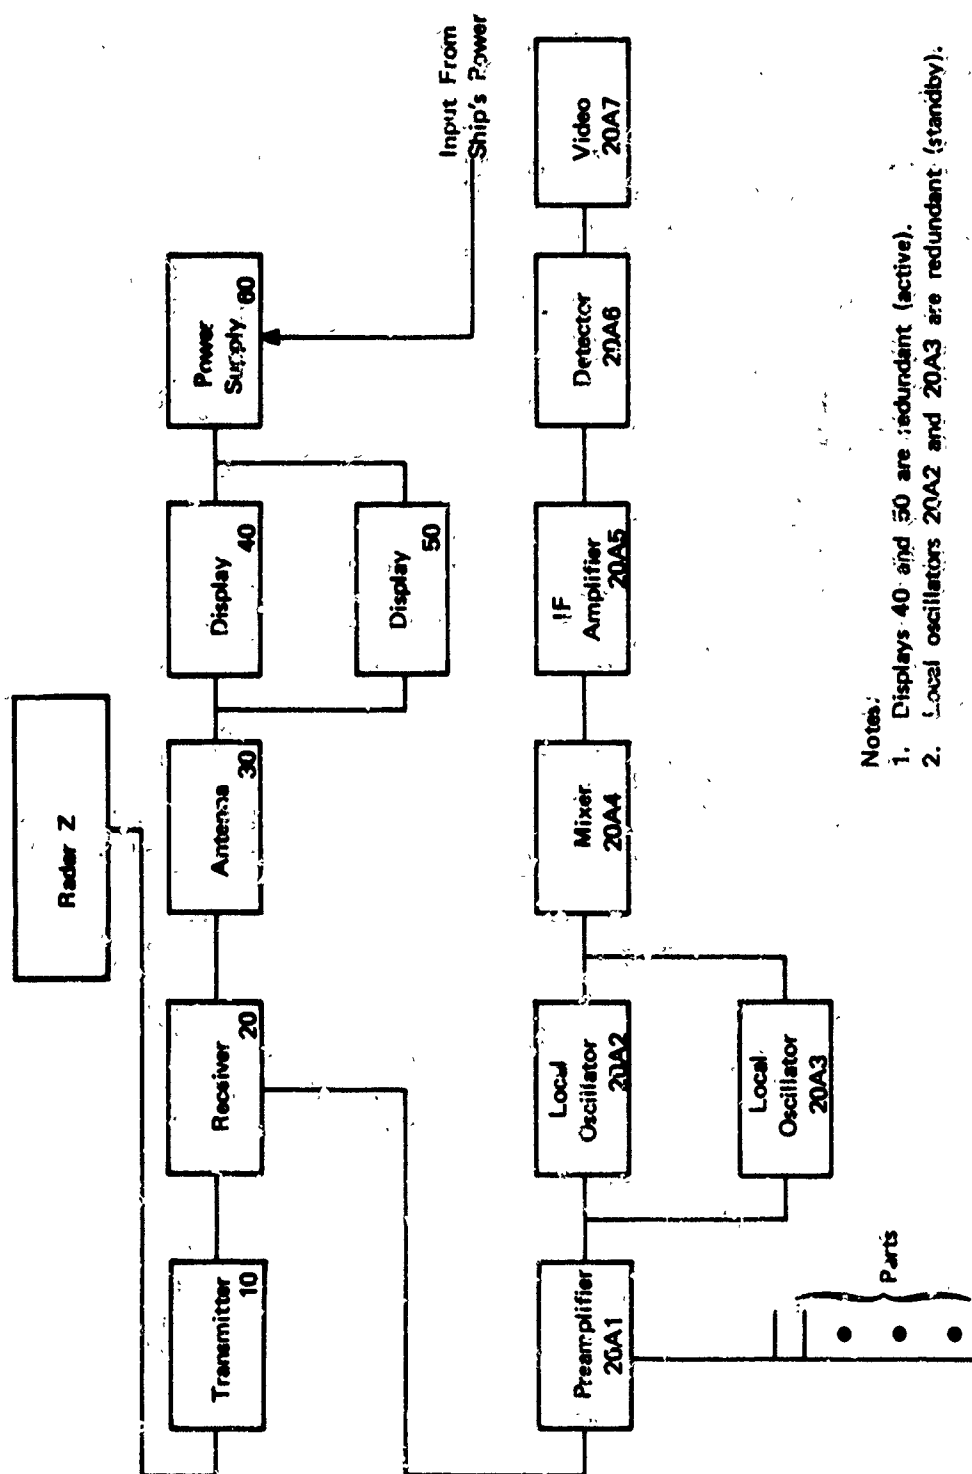 Radar Z
Transmitter
10
Receiver
20
Antenna
30
Display
40
Display
50
Power
Supply 60
Input From
Ship's Power
Preamplifier
20A1
Local
Oscillator
20A2
Local
Oscillator
20A3
Mixer
20A4
IF
Amplifier
20A5
Detector
20A6
Video
20A7
Parts
Notes:
1. Displays 40 and 50 are redundant (active).
2. Local oscillators 20A2 and 20A3 are redundant (standby).